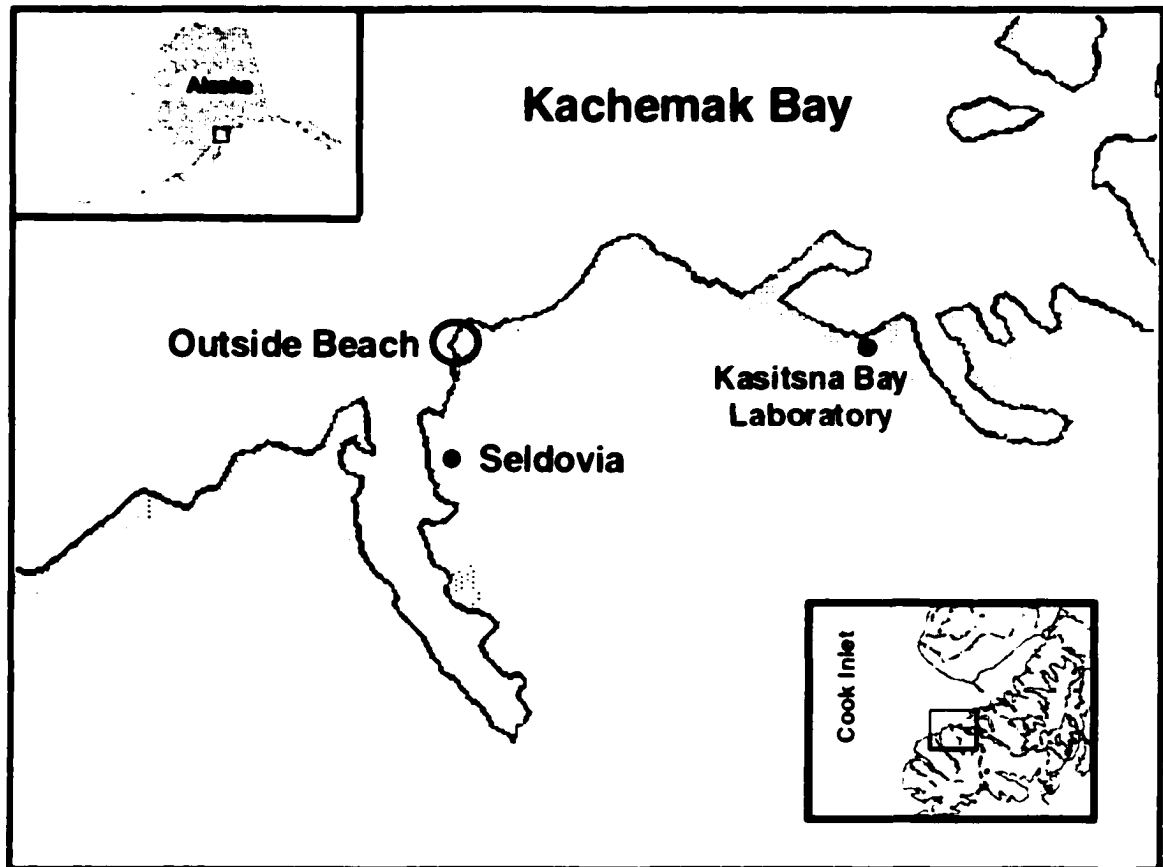 Alaska
Kachemak Bay
Outside Beach
Kasitsna Bay
Laboratory
Seldovia
Cook Inlet